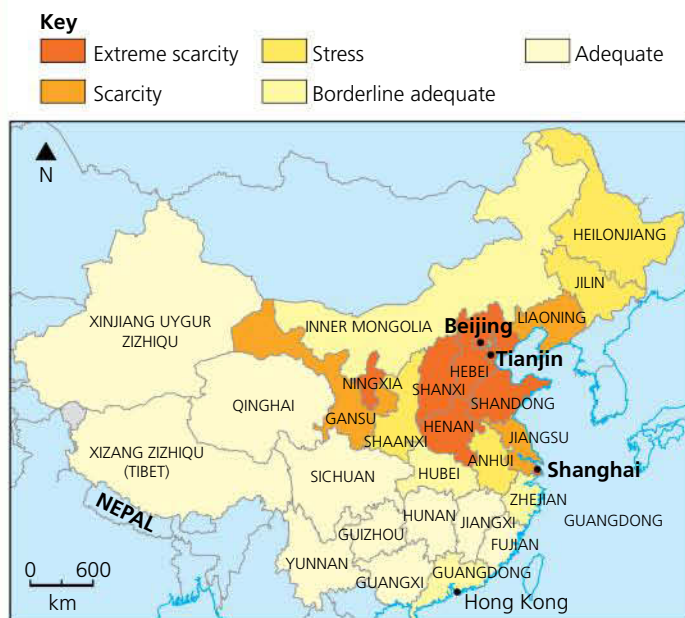 Key
Extreme scarcity
Stress
Adequate
Scarcity
Borderline adequate
N
HEILONJIANG
JILIN
LIAONING
XINJIANG UYGUR
ZIZHIQU
INNER MONGOLIA
Beijing
Tianjin
HEBEI
NINGXIA
SHANXI
SHANDONG
QINGHAI
GANSU
HENAN
SHAANXI
JIANGSU
ANHUI
XIZANG ZIZHIQU
(TIBET)
SICHUAN
HUBEI
Shanghai
ZHEJIAN
NEPAL
HUNAN
JIANGXI
GUANGDONG
GUIZHOU
FUJIAN
YUNNAN
GUANGXI
GUANGDONG
0 600
km
Hong Kong